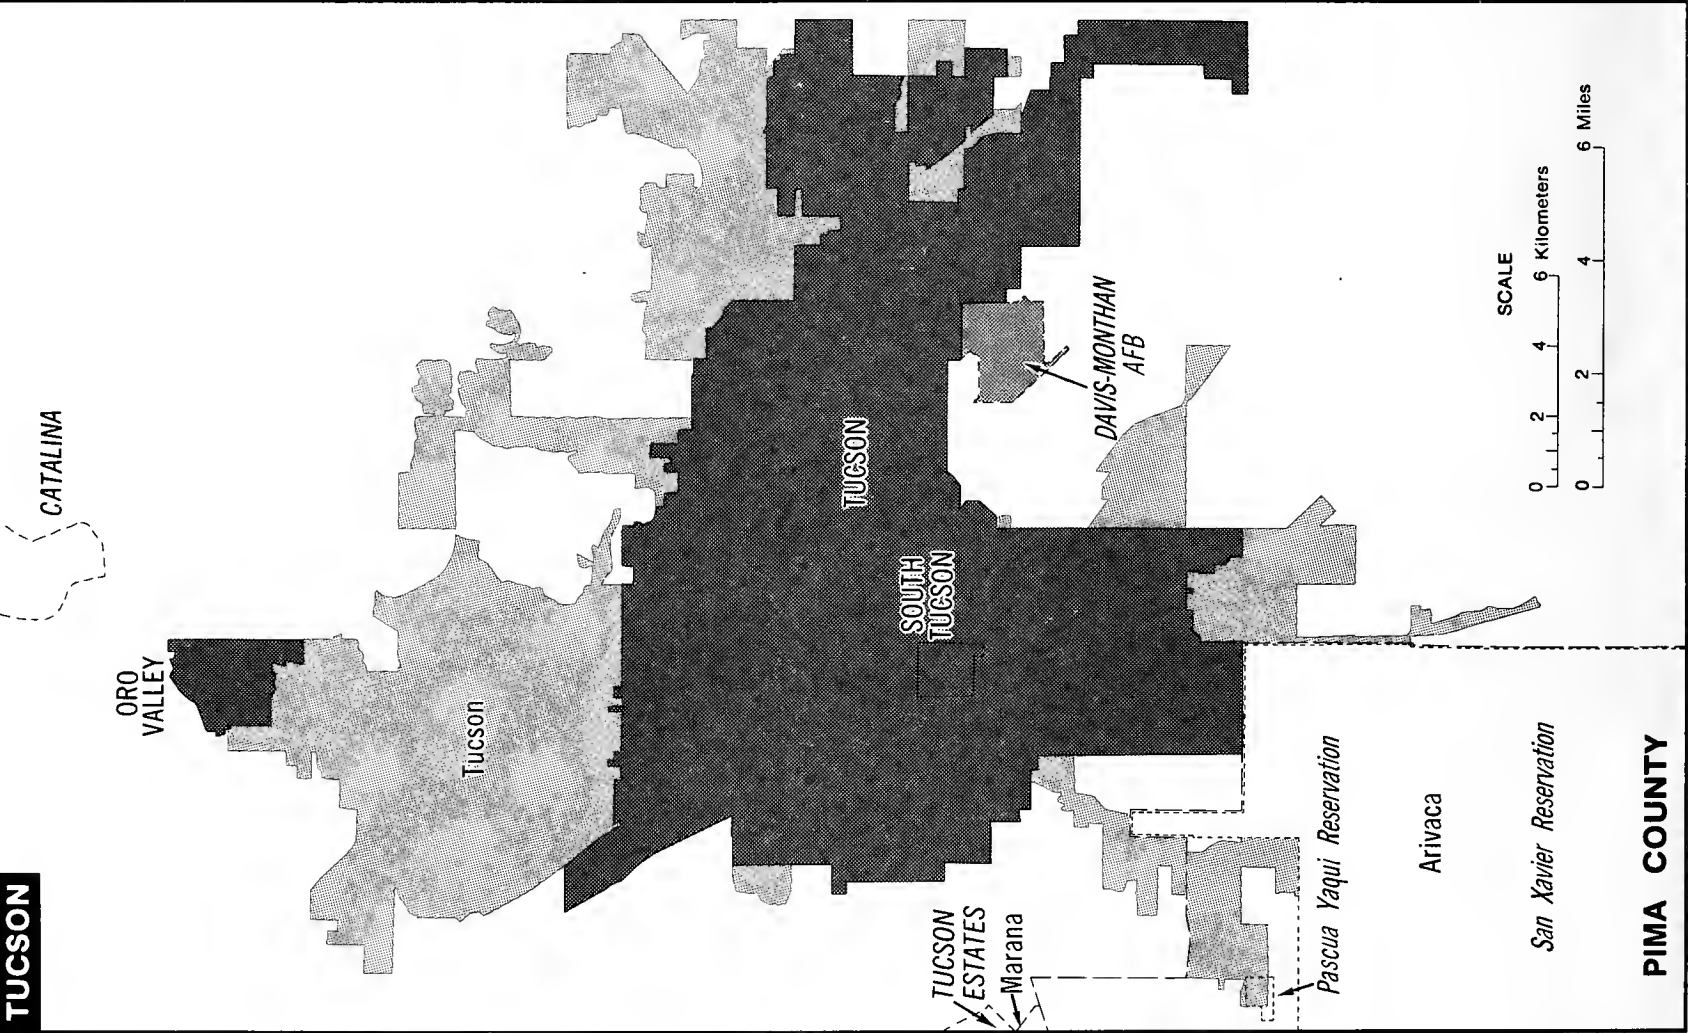 TUCSON
CATALINA
ORO
VALLEY
Tucson
TUCSON
SOUTH
TUCSON
DAVIS-MONTHAN
AFB
TUCSON
ESTATES
Marana
Pascua Yaqui Reservation
Arivaca
San Xavier Reservation
PIMA COUNTY
SCALE
0 2 4 6 Kilometers
0 2 4 6 Miles